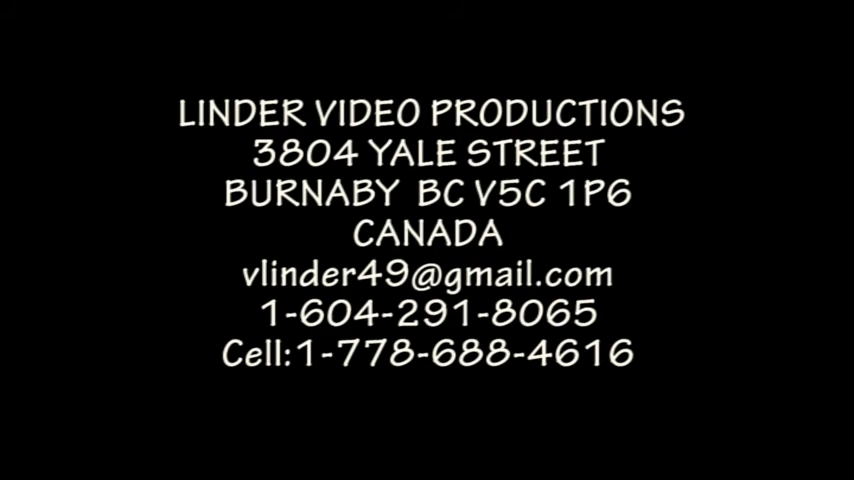 LINDER VIDEO PRODUCTIONS
3804 YALE STREET
BURNABY  BC V5C 1P6
CANADA
vlinder49@gmail.com
1-604-291-8065
Cell:1-778-688-4616